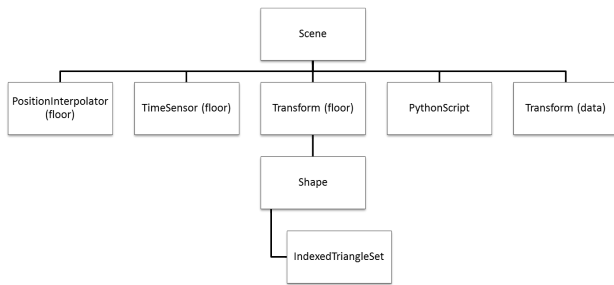 Scene
PositionInterpolator
(floor)
TimeSensor (floor)
Transform (floor)
PythonScript
Transform (data)
Shape
IndexedTriangleSet